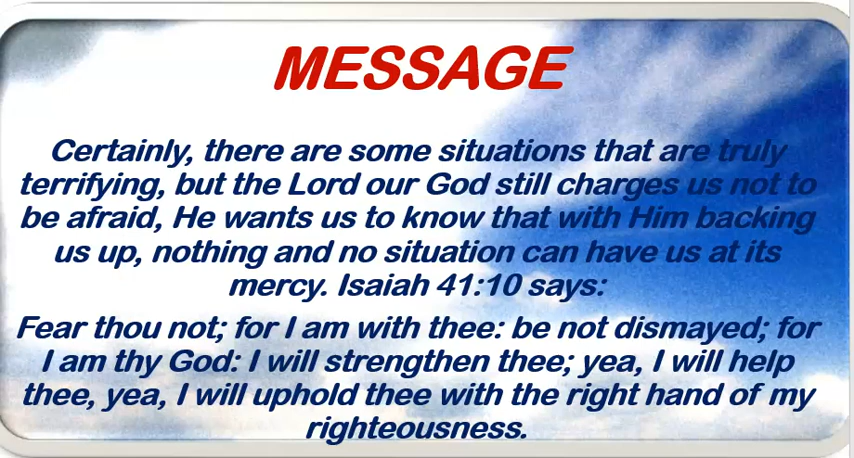 MESSAGE
Certainly, there are some situations that are truly
terrifying, but the Lord our God still charges us not to
be afraid, He wants us to know that with Him backing
us up, nothing and no situation can have us at its
mercy. Isaiah 41:10 says:
Fear thou not; for I am with thee: be not dismayed; for
I am thy God: I will strengthen thee; yea, I will help
thee, yea, I will uphold thee with the right hand of my
righteousness.